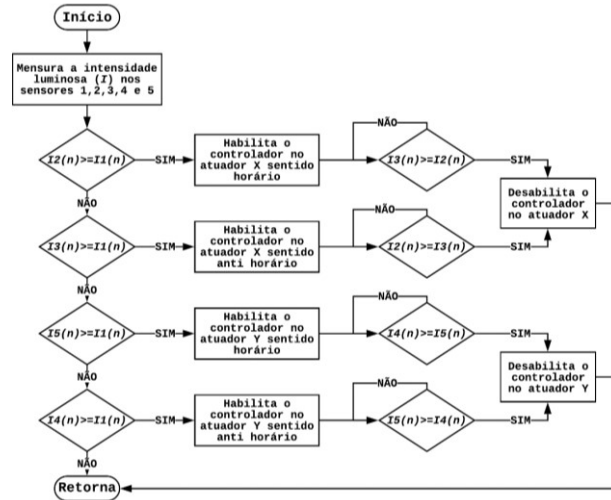 Início
Mensura a intensidade
luminosa (I) nos
sensores 1,2,3,4 e 5
NÃO
I2(n)>=I1(n)
SIM
Habilita o
controlador no
atuador X sentido
horário
I3(n)>=I2(n)
SIM
Desabilita o
controlador
no atuador X
NÃO
NÃO
I3(n)>=I1(n)
SIM
Habilita o
controlador no
atuador X sentido
anti horário
I2(n)>=I3(n)
SIM
NÃO
NÃO
I5(n)>=I1(n)
SIM
Habilita o
controlador no
atuador Y sentido
horário
I4(n)>=I5(n)
SIM
Desabilita o
controlador
no atuador Y
NÃO
NÃO
I4(n)>=I1(n)
SIM
Habilita o
controlador no
atuador Y sentido
anti horário
I5(n)>=I4(n)
SIM
NÃO
Retorna